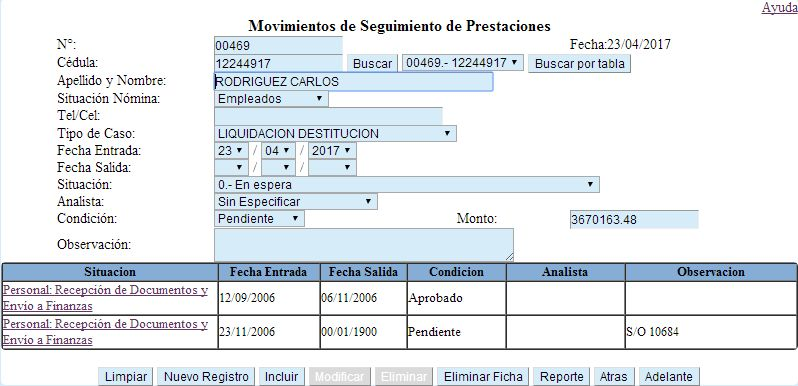 Ayuda
Movimientos de Seguimiento de Prestaciones
N°: 00469 Fecha:23/04/2017
Cédula: 12244917 Buscar 00469.- 12244917 Buscar por tabla
Apellido y Nombre: RODRIGUEZ CARLOS
Situación Nómina: Empleados
Tel/Cel:
Tipo de Caso: LIQUIDACION DESTITUCION
Fecha Entrada: 23 / 04 / 2017
Fecha Salida: / /
Situación: 0.- En espera
Analista: Sin Especificar
Condición: Pendiente Monto: 3670163.48
Observación:
Situacion Fecha Entrada Fecha Salida Condicion Analista Observacion
Personal: Recepción de Documentos y
Envio a Finanzas 12/09/2006 06/11/2006 Aprobado
Personal: Recepción de Documentos y
Envio a Finanzas 23/11/2006 00/01/1900 Pendiente S/O 10684
Limpiar Nuevo Registro Incluir Modificar Eliminar Eliminar Ficha Reporte Atras Adelante